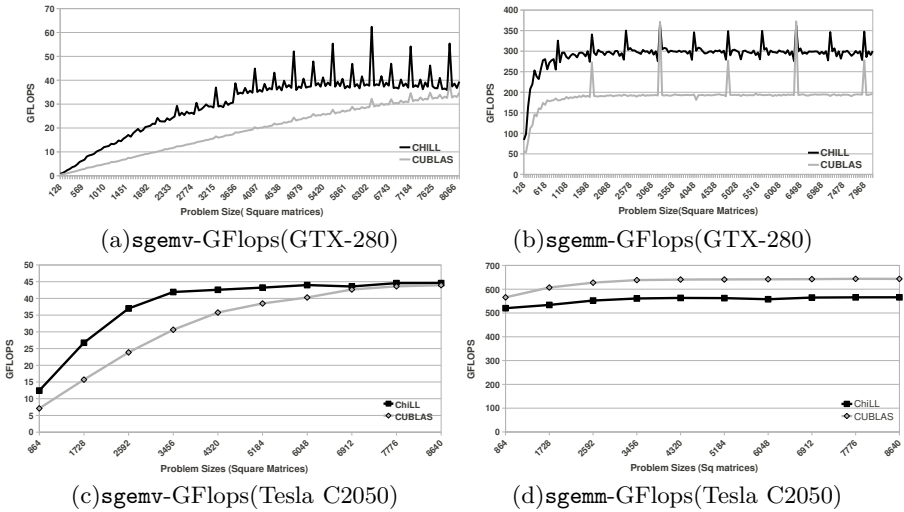 70
60
50
40
30
20
10
0
GFLOPS
CHiLL
CUBLAS
128 569 1010 1451 1892 2333 2774 3215 3656 4097 4538 4979 5420 5861 6302 6743 7184 7625 8066
Problem Size( Square matrices)
(a)sgemv-GFlops(GTX-280)
400
350
300
250
200
150
100
50
0
GFLOPS
CHiLL
CUBLAS
128 618 1108 1598 2088 2578 3068 3558 4048 4538 5028 5518 6008 6498 6988 7478 7968
Problem Size(Square matrices)
(b)sgemm-GFlops(GTX-280)
50
45
45
35
30
25
20
15
10
5
0
GFLOPS
ChiLL
CUBLAS
864 1728 2592 3456 4320 5184 6048 6912 7776 8640
Problem Sizes (Square Matrices)
(c)sgemv-GFlops(Tesla C2050)
700
600
500
400
300
200
100
0
GFLOPS
ChiLL
CUBLAS
864 1728 2592 3456 4320 5184 6048 6912 7776 8640
Problem Sizes (Sq matrices)
(d)sgemm-GFlops(Tesla C2050)